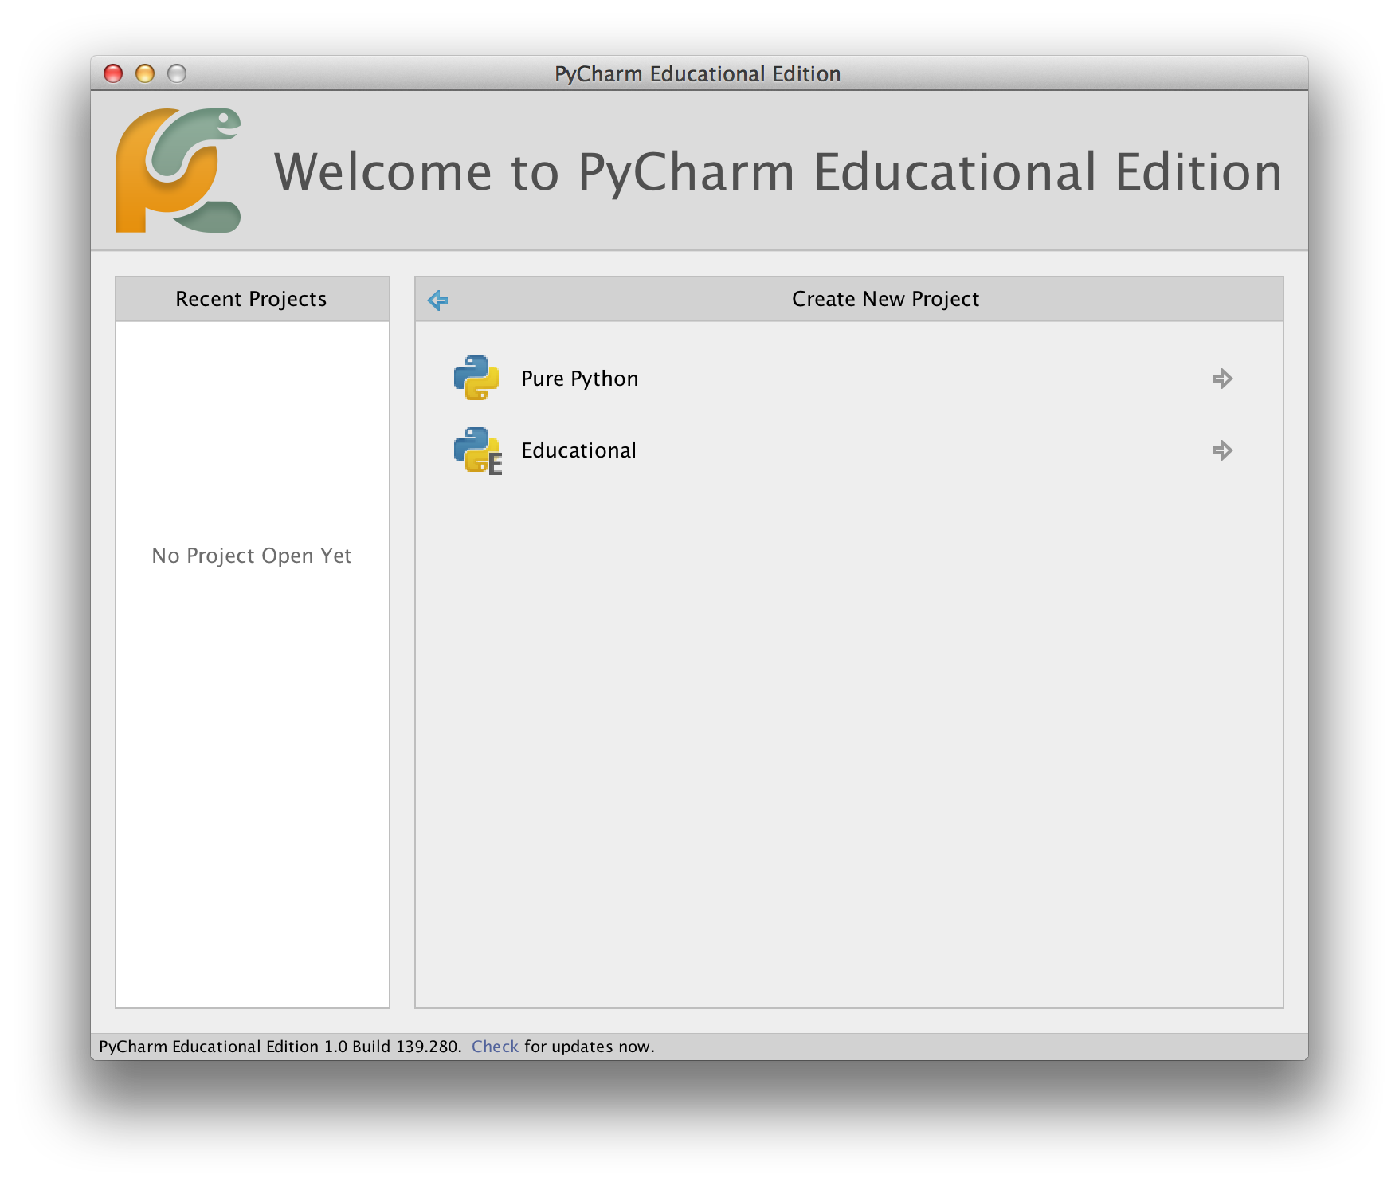 PyCharm Educational Edition
Welcome to PyCharm Educational Edition
Recent Projects
No Project Open Yet
Create New Project
Pure Python
E
Educational
PyCharm Educational Edition 1.0 Build 139.280. Check for updates now.